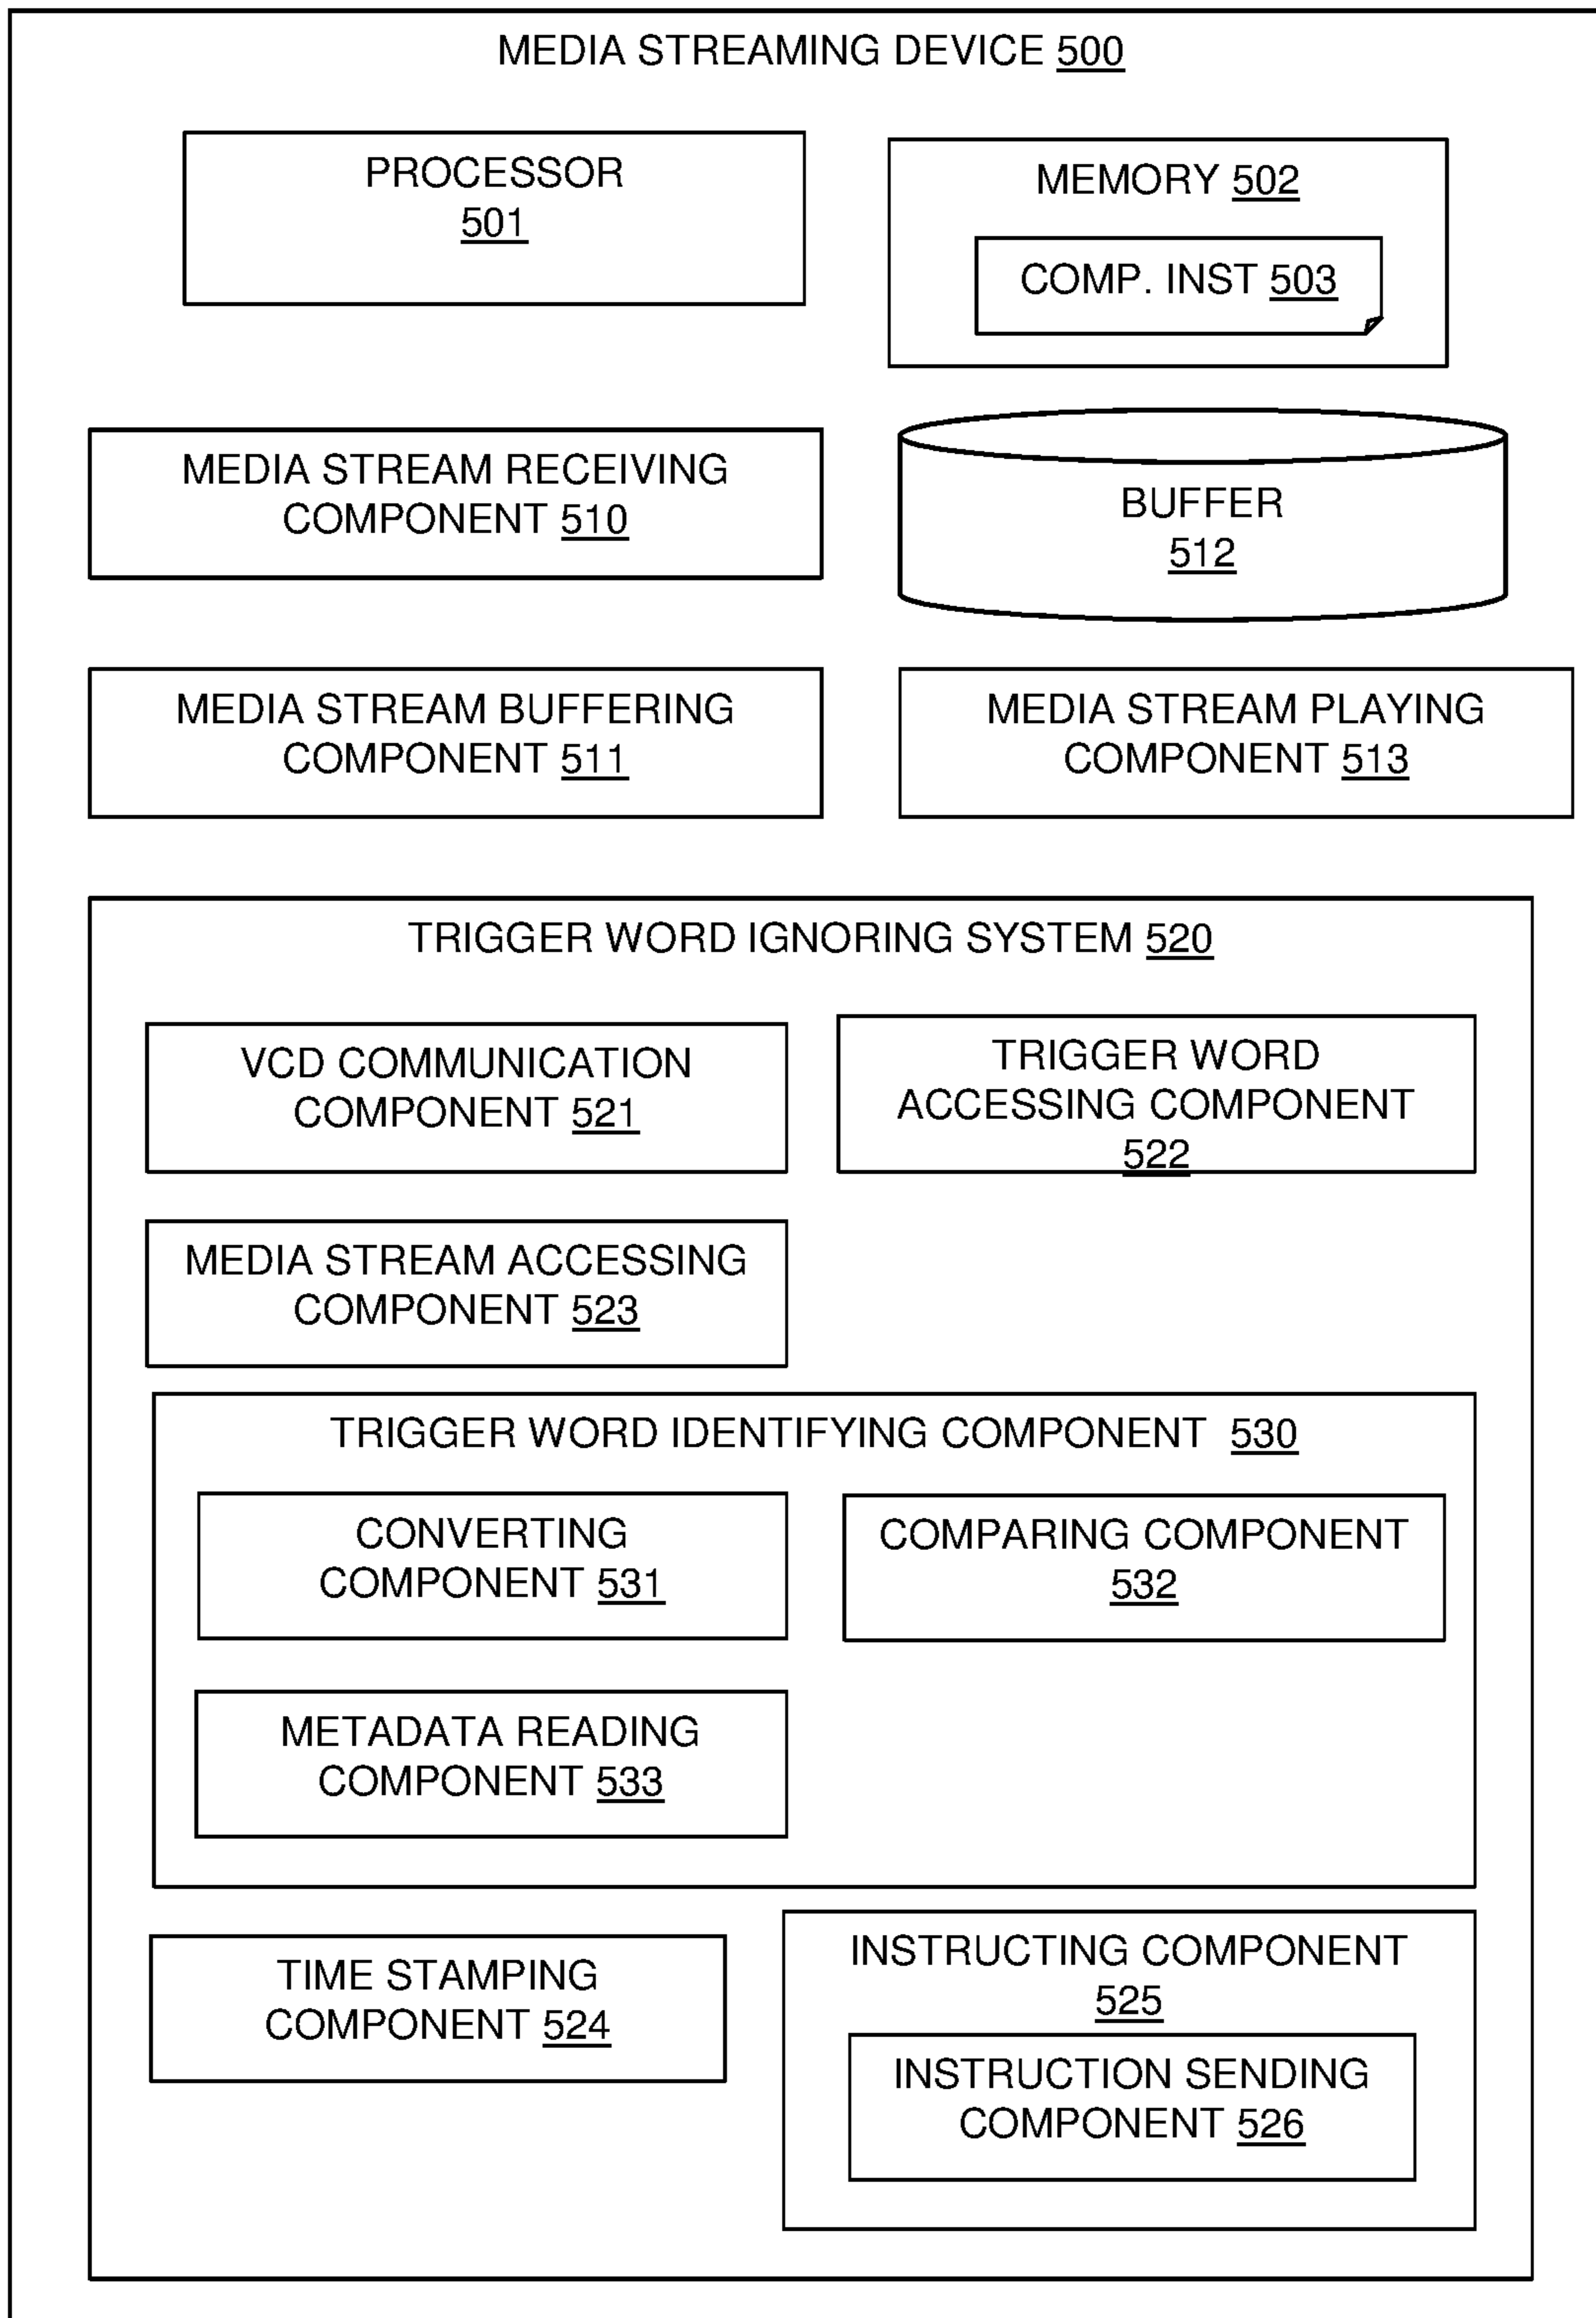 MEDIA STREAMING DEVICE 500
PROCESSOR
501
MEMORY 502
COMP. INST 503
MEDIA STREAM RECEIVING
COMPONENT 510
BUFFER
512
MEDIA STREAM BUFFERING
COMPONENT 511
MEDIA STREAM PLAYING
COMPONENT 513
TRIGGER WORD IGNORING SYSTEM 520
VCD COMMUNICATION
COMPONENT 521
TRIGGER WORD
ACCESSING COMPONENT
522
MEDIA STREAM ACCESSING
COMPONENT 523
TRIGGER WORD IDENTIFYING COMPONENT 530
CONVERTING
COMPONENT 531
COMPARING COMPONENT
532
METADATA READING
COMPONENT 533
TIME STAMPING
COMPONENT 524
INSTRUCTING COMPONENT
525
INSTRUCTION SENDING
COMPONENT 526